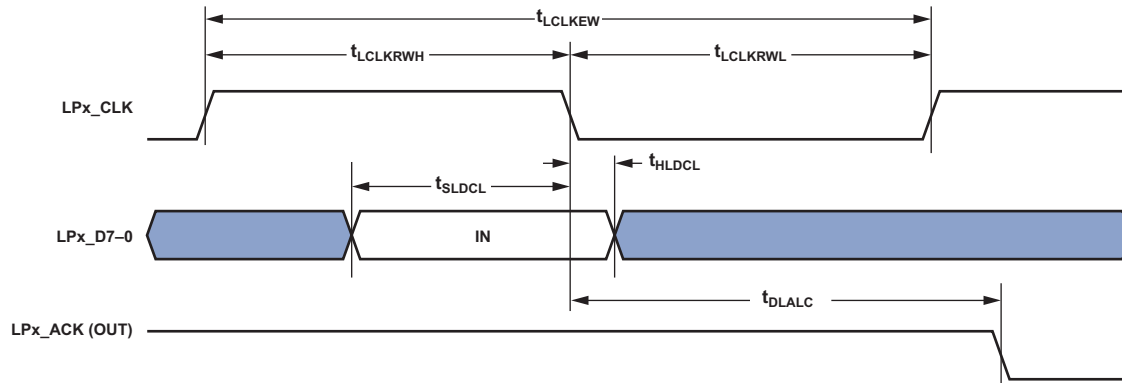 tLCLKEW
tLCLKRWH
tLCLKRWL
LPx_CLK
tHLDCL
tSLDCL
LPx_D7–0
IN
tDLALC
LPx_ACK (OUT)